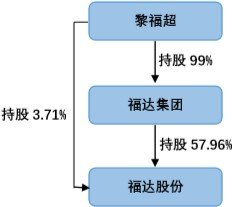 黎福超
持股 99%
福达集团
持股 3.71%
持股 57.96%
福达股份